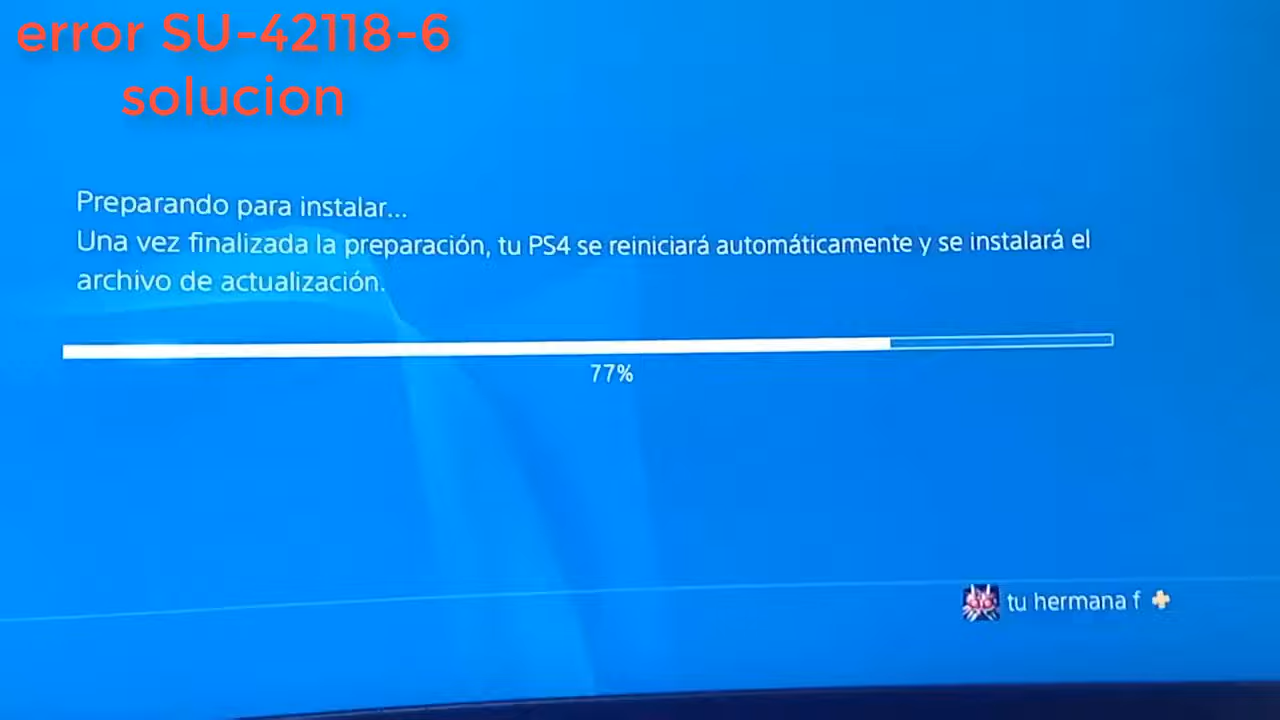 error SU-42118-6
solucion
Preparando para instalar...
Una vez finalizada la preparación, tu PS4 se reiniciará automáticamente y se instalará el
archivo de actualización.
77%
tu hermana f